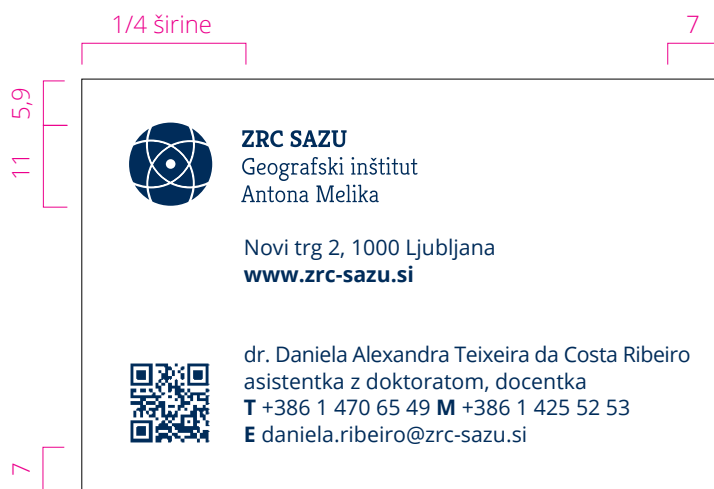 1/4 širine
7
5,9
11
ZRC SAZU
Geografski inštitut
Antona Melika
Novi trg 2, 1000 Ljubljana
www.zrc-sazu.si
dr. Daniela Alexandra Teixeira da Costa Ribeiro
asistentka z doktoratom, docentka
T +386 1 470 65 49 M +386 1 425 52 53
E daniela.ribeiro@zrc-sazu.si
7